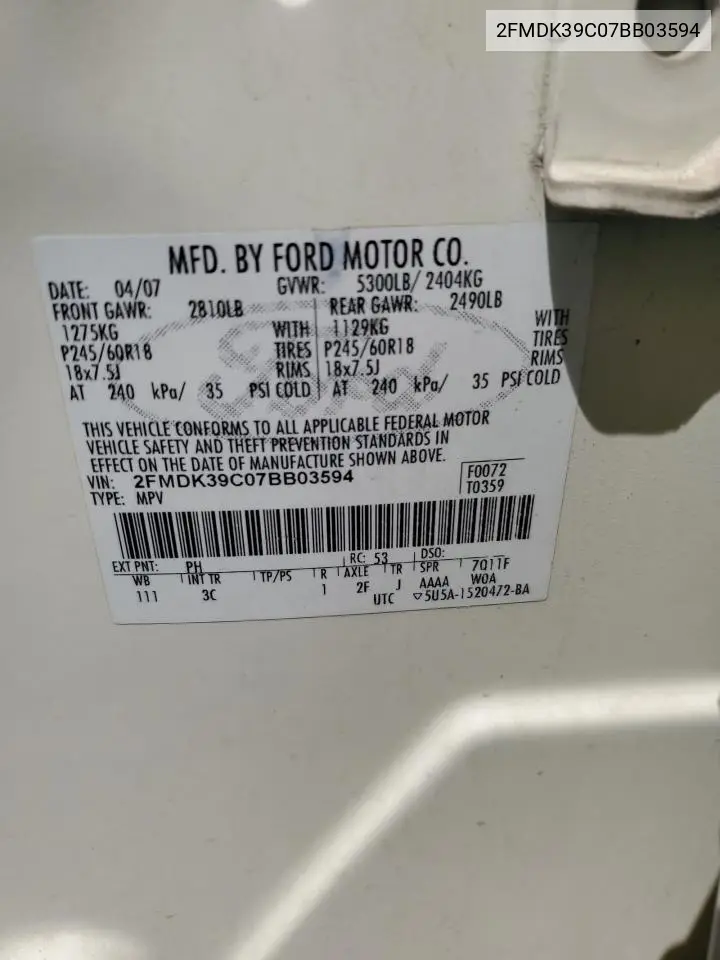 2FMDK39C07BB03594
MFD. BY FORD MOTOR CO.
DATE: 04/07 GVWR: 5300LB/ 2404KG
FRONT GAWR: 2810LB REAR GAWR: 2490LB
1275KG WITH 1129KG WITH
P245/60R18 TIRES P245/60R18 TIRES
18x7.5J RIMS 18x7.5J RIMS
AT 240 kPa/ 35 PSI COLD AT 240 kPa/ 35 PSI COLD
THIS VEHICLE CONFORMS TO ALL APPLICABLE FEDERAL MOTOR
VEHICLE SAFETY AND THEFT PREVENTION STANDARDS IN
EFFECT ON THE DATE OF MANUFACTURE SHOWN ABOVE.
VIN: 2FMDK39C07BB03594 F0072
TYPE: MPV T0359
EXT PNT: PH RC: 53 DSO:
WB INT TR TP/PS R AXLE TR SPR 7Q11F
111 3C 1 2F J AAAA WOA
UTC ▽5U5A-1520472-BA